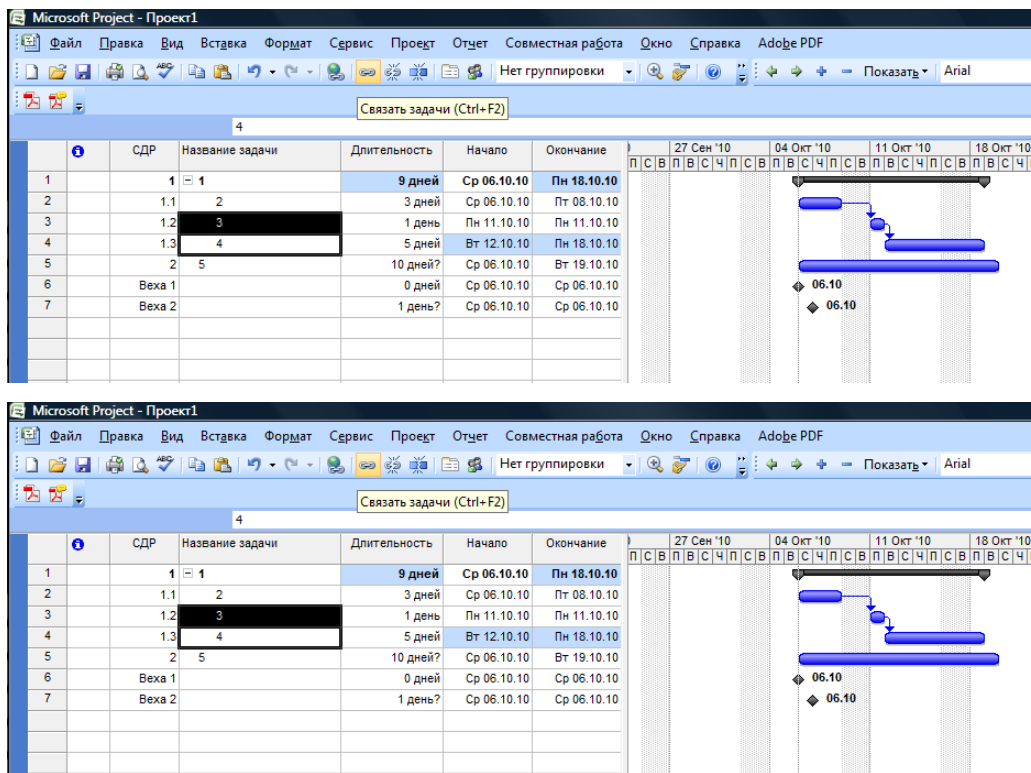 Microsoft Project - Проект1
Файл Правка Вид Вставка Формат Сервис Проект Отчет Совместная работа Окно Справка Adobe PDF
ABC Нет группировки Показать Arial
Связать задачи (Ctrl+F2)
4
СДР Название задачи Длительность Начало Окончание 27 Сен '10 04 Окт '10 11 Окт '10 18 Окт '10
П С В П В С Ч П С В П В С Ч П С В П В С Ч П С В П В С Ч
1 1 1 9 дней Ср 06.10.10 Пн 18.10.10
2 1.1 2 3 дней Ср 06.10.10 Пт 08.10.10
3 1.2 3 1 день Пн 11.10.10 Пн 11.10.10
4 1.3 4 5 дней Вт 12.10.10 Пн 18.10.10
5 2 5 10 дней? Ср 06.10.10 Вт 19.10.10
6 Веха 1 0 дней Ср 06.10.10 Ср 06.10.10 06.10
7 Веха 2 1 день? Ср 06.10.10 Ср 06.10.10 06.10
Microsoft Project - Проект1
Файл Правка Вид Вставка Формат Сервис Проект Отчет Совместная работа Окно Справка Adobe PDF
ABC Нет группировки Показать Arial
Связать задачи (Ctrl+F2)
4
СДР Название задачи Длительность Начало Окончание 27 Сен '10 04 Окт '10 11 Окт '10 18 Окт '10
П С В П В С Ч П С В П В С Ч П С В П В С Ч П С В П В С Ч
1 1 1 9 дней Ср 06.10.10 Пн 18.10.10
2 1.1 2 3 дней Ср 06.10.10 Пт 08.10.10
3 1.2 3 1 день Пн 11.10.10 Пн 11.10.10
4 1.3 4 5 дней Вт 12.10.10 Пн 18.10.10
5 2 5 10 дней? Ср 06.10.10 Вт 19.10.10
6 Веха 1 0 дней Ср 06.10.10 Ср 06.10.10 06.10
7 Веха 2 1 день? Ср 06.10.10 Ср 06.10.10 06.10